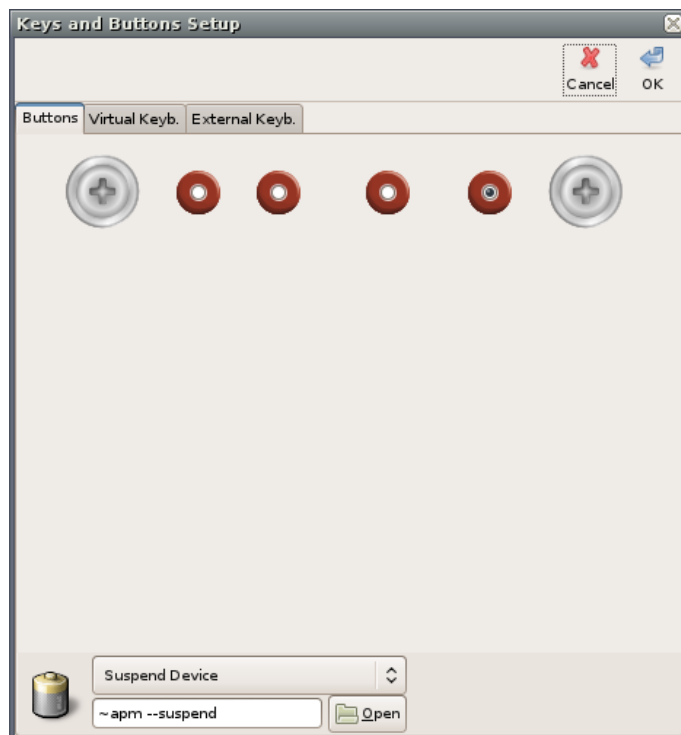 Keys and Buttons Setup
Cancel OK
Buttons Virtual Keyb. External Keyb.
Suspend Device
~apm --suspend Open